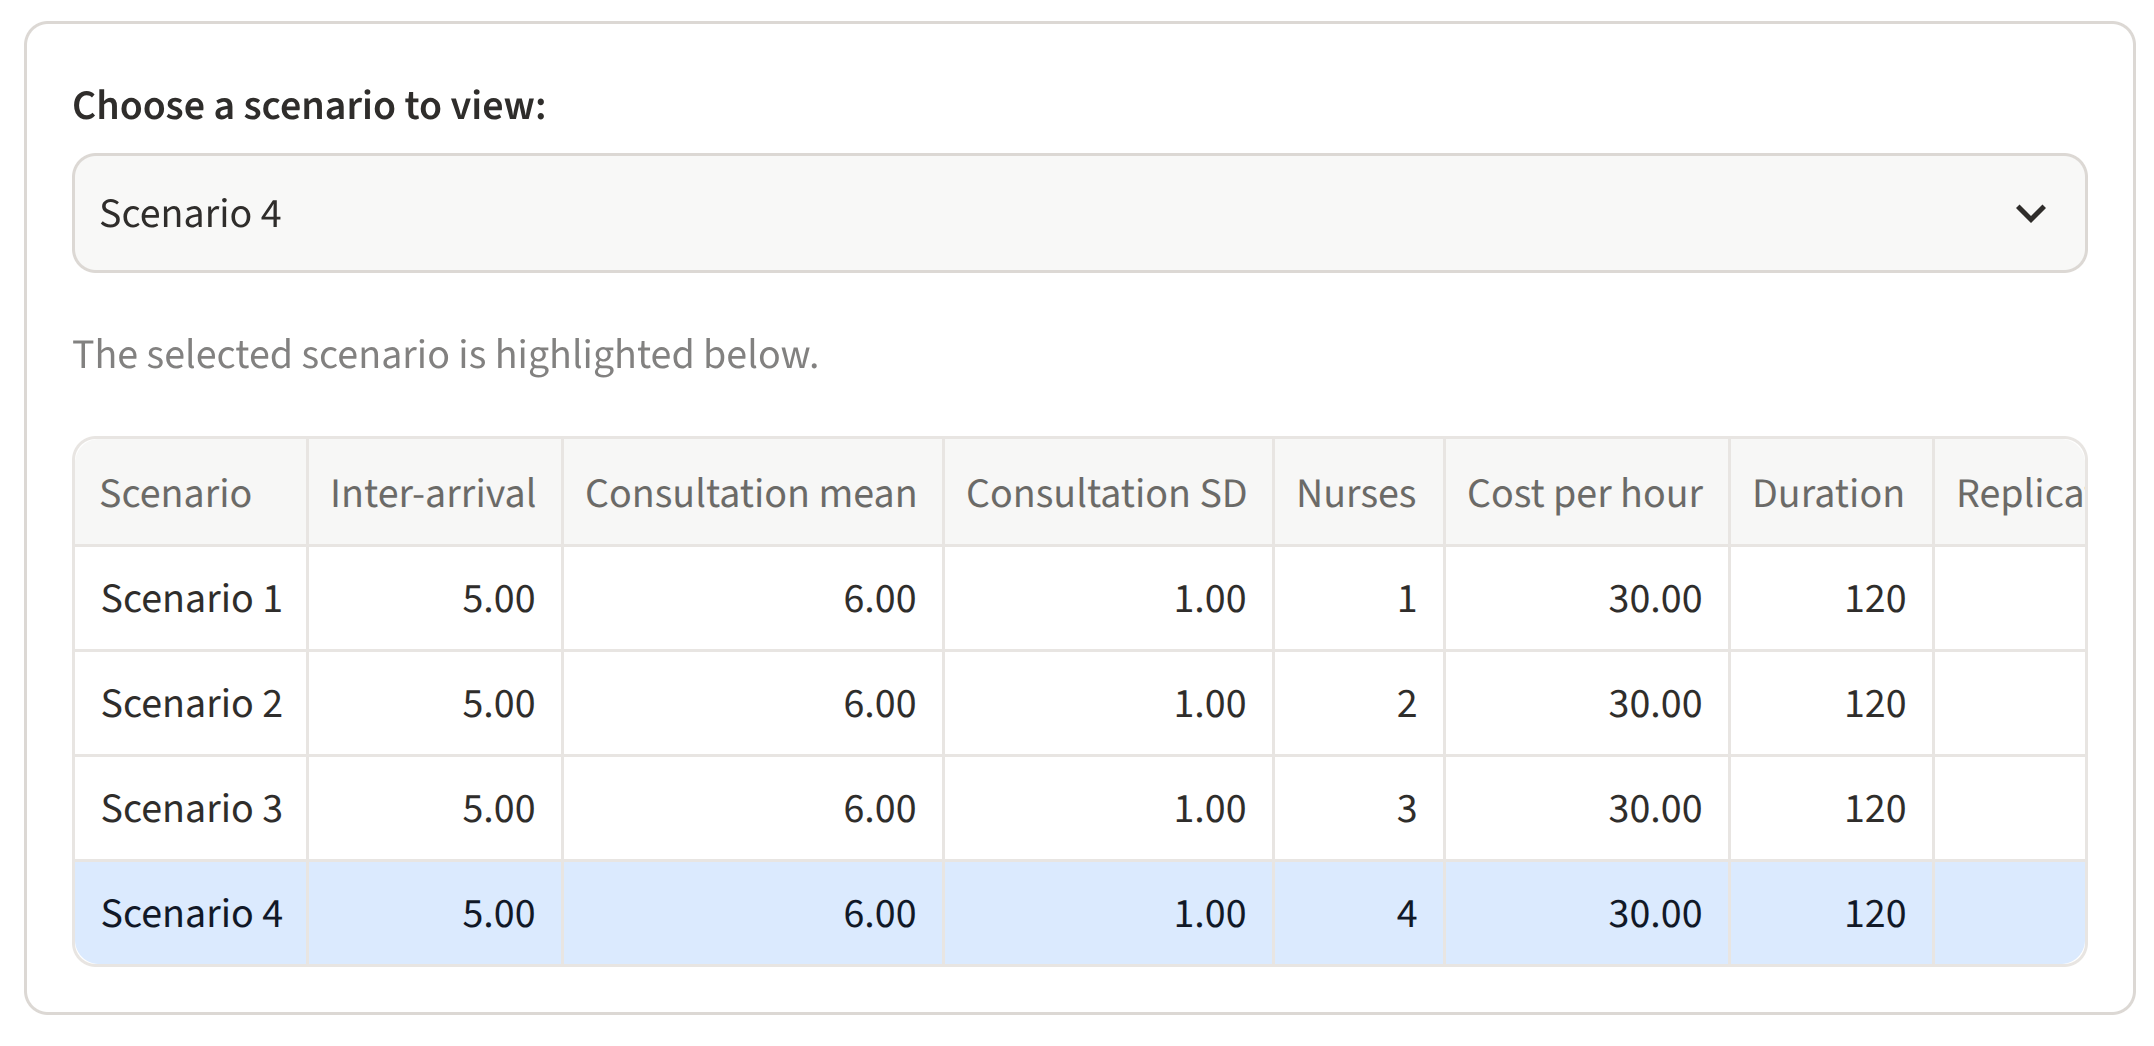 Choose a scenario to view:
Scenario 4
The selected scenario is highlighted below.
Scenario Inter-arrival Consultation mean Consultation SD Nurses Cost per hour Duration Replica
Scenario 1 5.00 6.00 1.00 1 30.00 120
Scenario 2 5.00 6.00 1.00 2 30.00 120
Scenario 3 5.00 6.00 1.00 3 30.00 120
Scenario 4 5.00 6.00 1.00 4 30.00 120